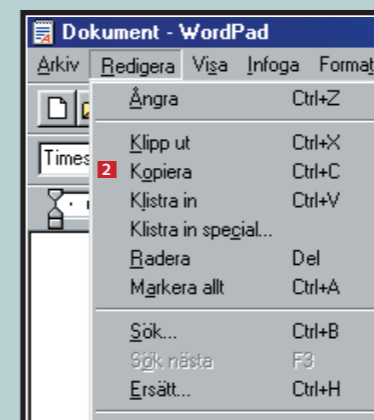 Dokument - WordPad
Arkiv Redigera Visa Infoga Format
Ångra Ctrl+Z
Klipp ut Ctrl+X
Times
2 Kopiera Ctrl+C
Klistra in Ctrl+V
Klistra in special...
Radera Del
Markera allt Ctrl+A
Sök... Ctrl+B
Sök nästa F3
Ersätt... Ctrl+H